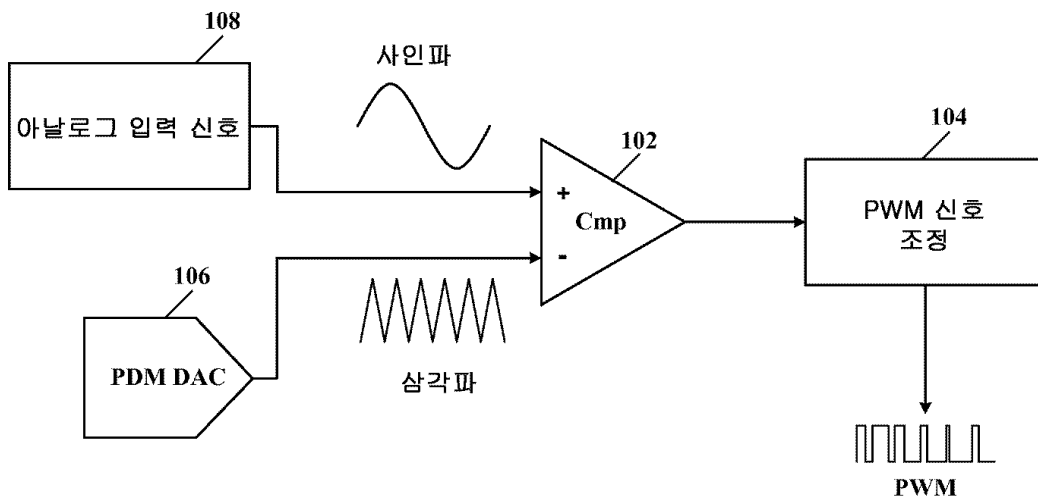 108
사인파
아날로그 입력 신호
102
104
+
Cmp
-
PWM 신호
조정
106
PDM DAC
삼각파
PWM